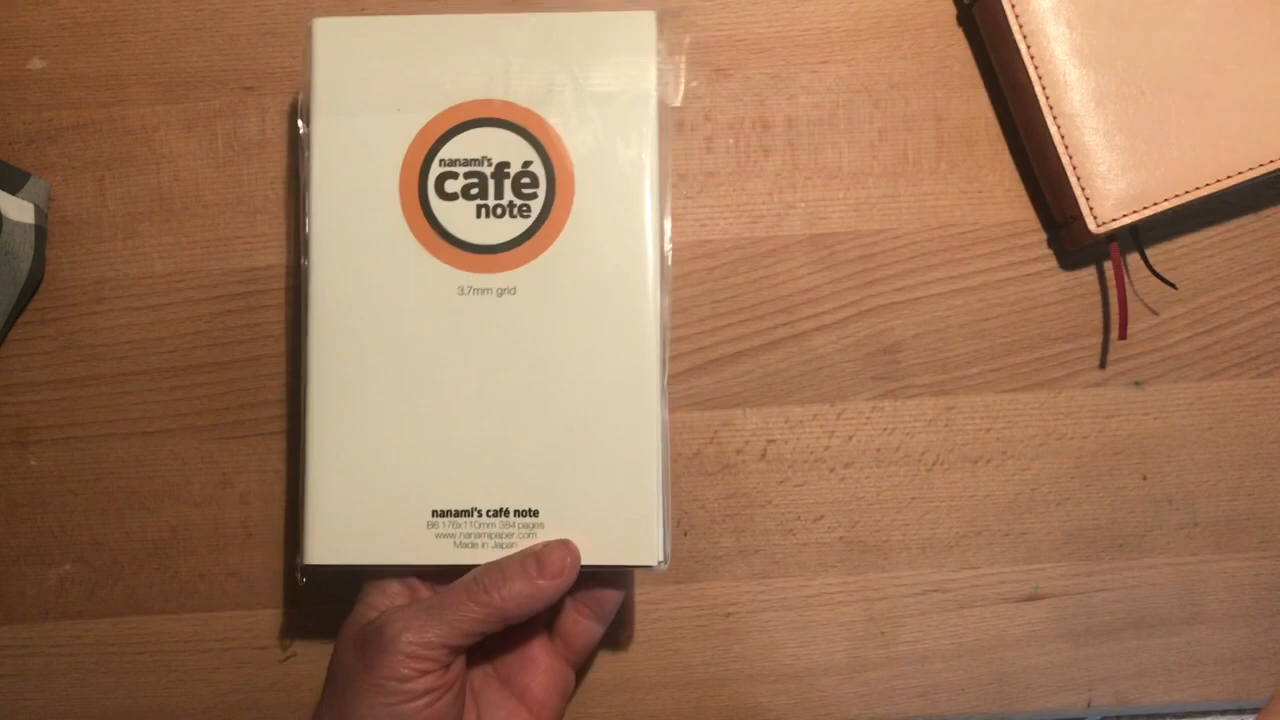 nanami's
café
note
3.7mm grid
nanami's café note
B6 176x110mm 384 pages
www.nanamipaper.com
Made in Japan